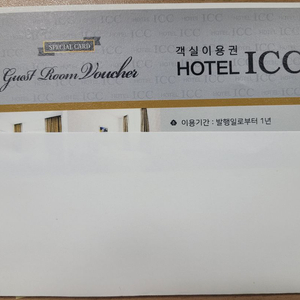 SPECIAL CARD
Guest Room Voucher
객실이용권
HOTEL ICC
이용기간 : 발행일로부터 1년